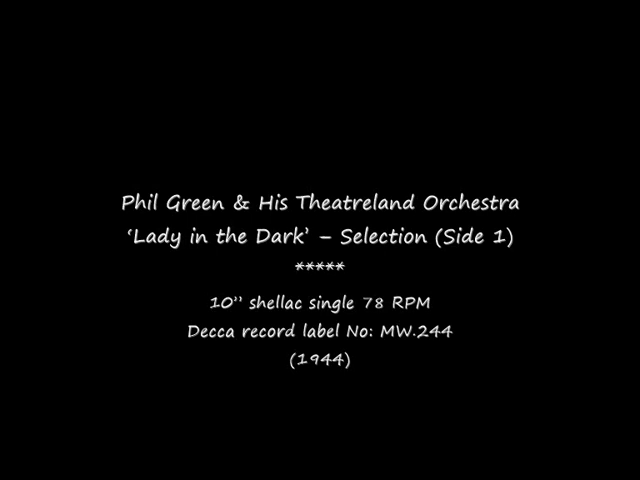 Phil Green & His Theatreland Orchestra
‘Lady in the Dark’ – Selection (Side 1)
*****
10” shellac single 78 RPM
Decca record label No: MW.244
(1944)